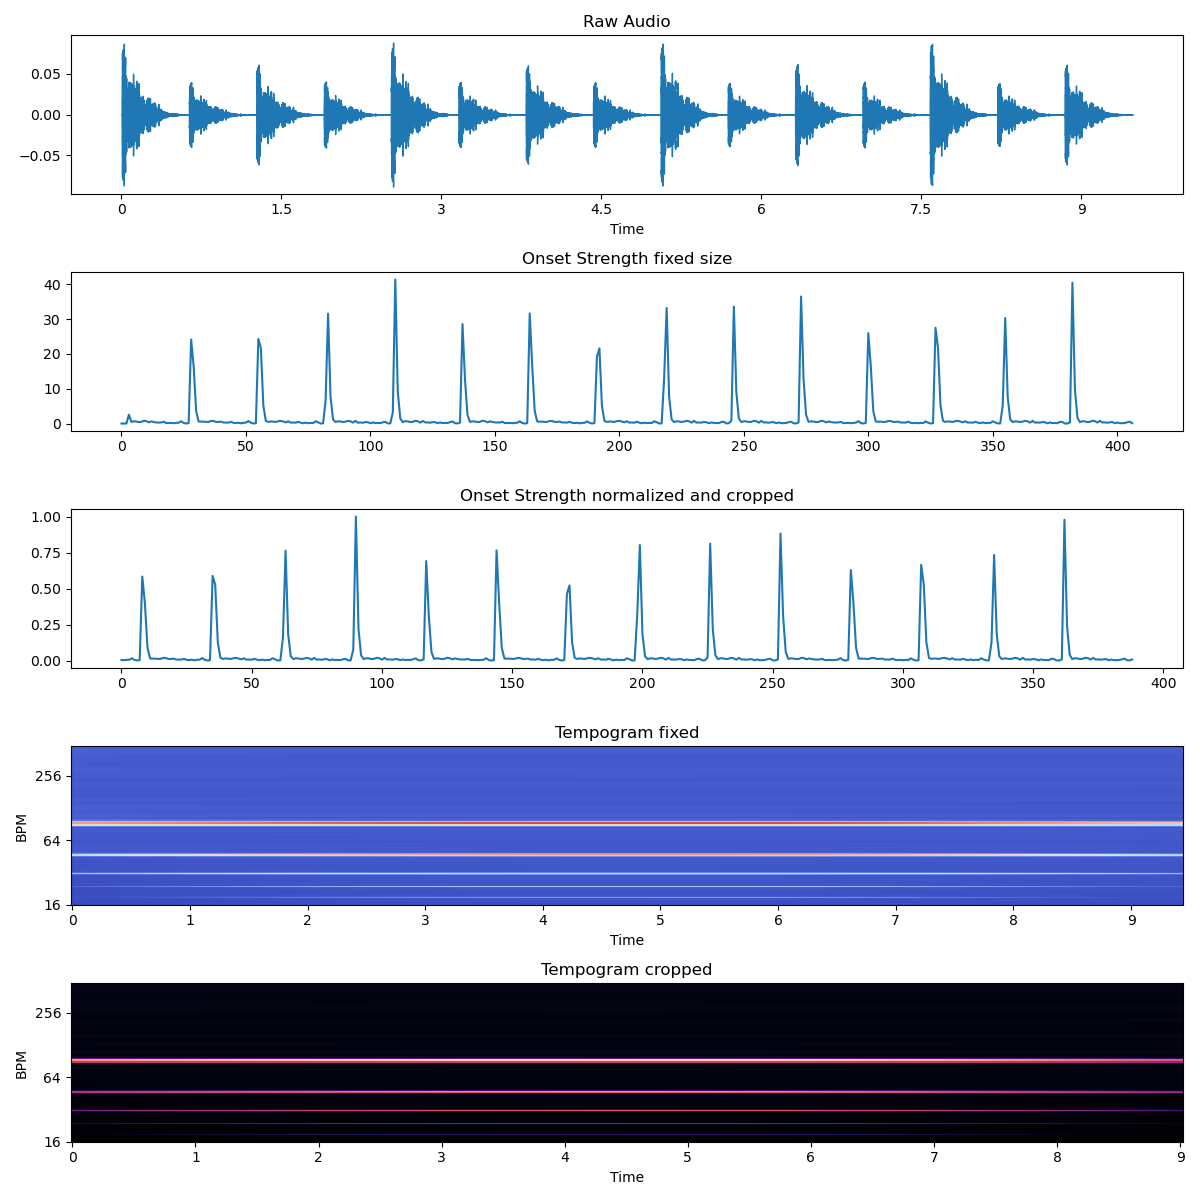 Raw Audio
0.05
0.00
−0.05
0 1.5 3 4.5 6 7.5 9
Time
Onset Strength fixed size
40
30
20
10
0
0 50 100 150 200 250 300 350 400
Onset Strength normalized and cropped
1.00
0.75
0.50
0.25
0.00
0 50 100 150 200 250 300 350 400
Tempogram fixed
256
64
16
BPM
0 1 2 3 4 5 6 7 8 9
Time
Tempogram cropped
256
64
16
BPM
0 1 2 3 4 5 6 7 8 9
Time